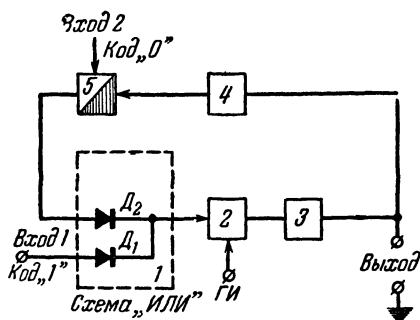 Вход 2
Код „0”
5
4
Д₂
Вход 1
Д₁
Код „1”
1
2
3
Схема „ИЛИ”
ГИ
Выход